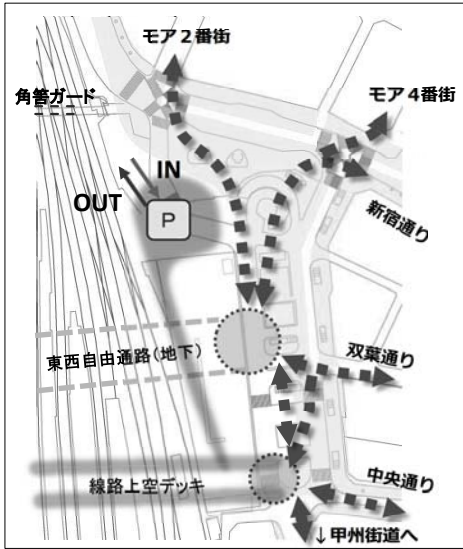 モア２番街
角筈ガード
モア４番街
IN
OUT
P
新宿通り
東西自由通路(地下)
双葉通り
線路上空デッキ
中央通り
↓甲州街道へ